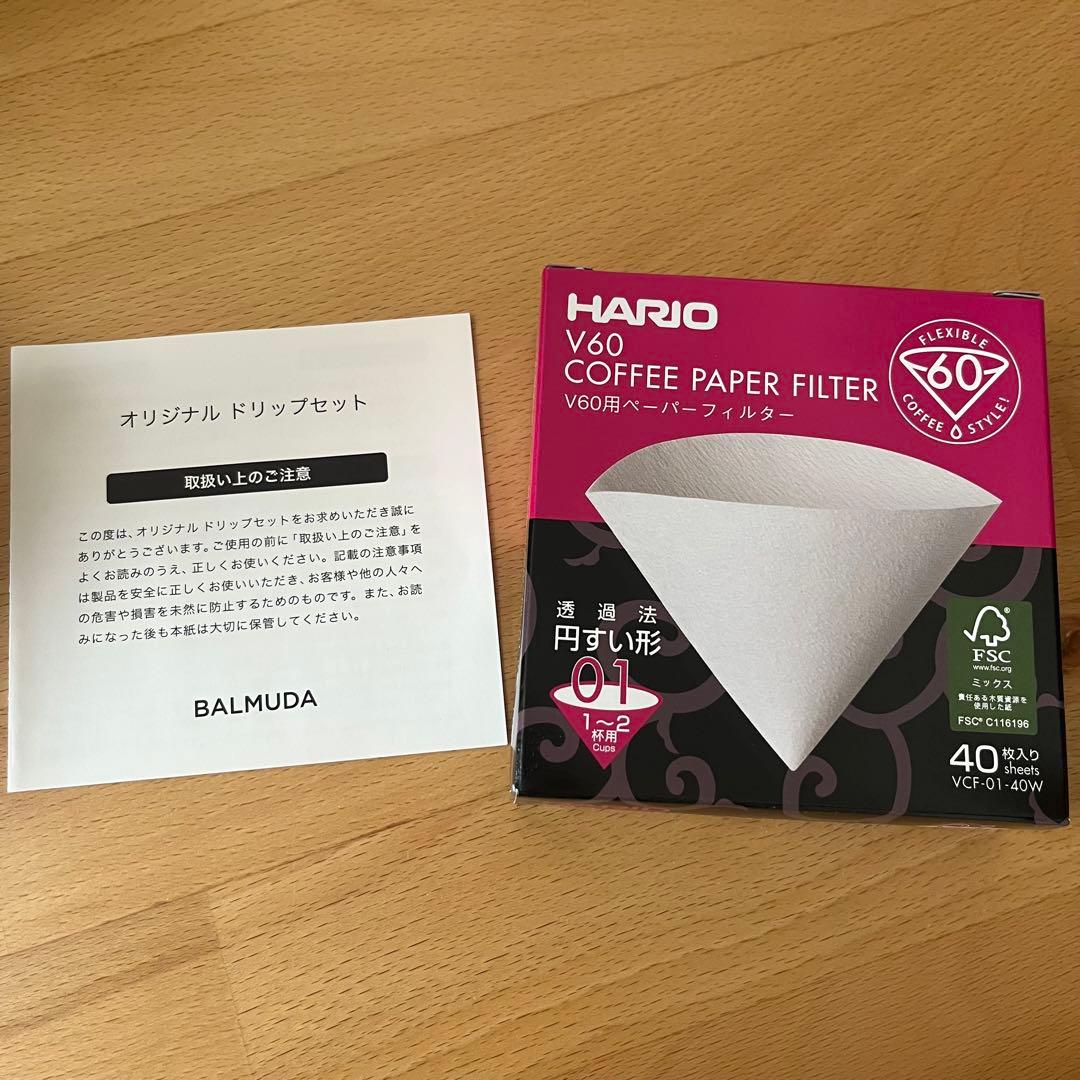 オリジナル ドリップセット
取扱い上のご注意
この度は、オリジナル ドリップセットをお求めいただき誠に
ありがとうございます。ご使用の前に「取扱い上のご注意」を
よくお読みのうえ、正しくお使いください。記載の注意事項
は製品を安全に正しくお使いいただき、お客様や他の人々へ
の危害や損害を未然に防止するためのものです。また、お読
みになった後も本紙は大切に保管してください。
BALMUDA
HARIO
V60
COFFEE PAPER FILTER
V60用ペーパーフィルター
FLEXIBLE
60
COFFEE STYLE!
透過法
円すい形
01
1～2
杯用
Cups
FSC
www.fsc.org
ミックス
責任ある木質資源を
使用した紙
FSC® C116196
40枚入り
sheets
VCF-01-40W